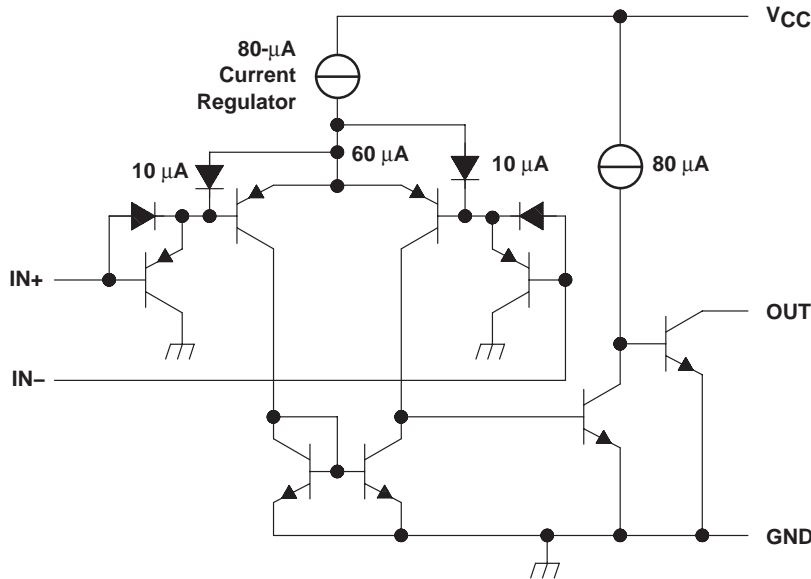 VCC
80-μA
Current
Regulator
60 μA
10 μA
10 μA
80 μA
IN+
OUT
IN−
GND